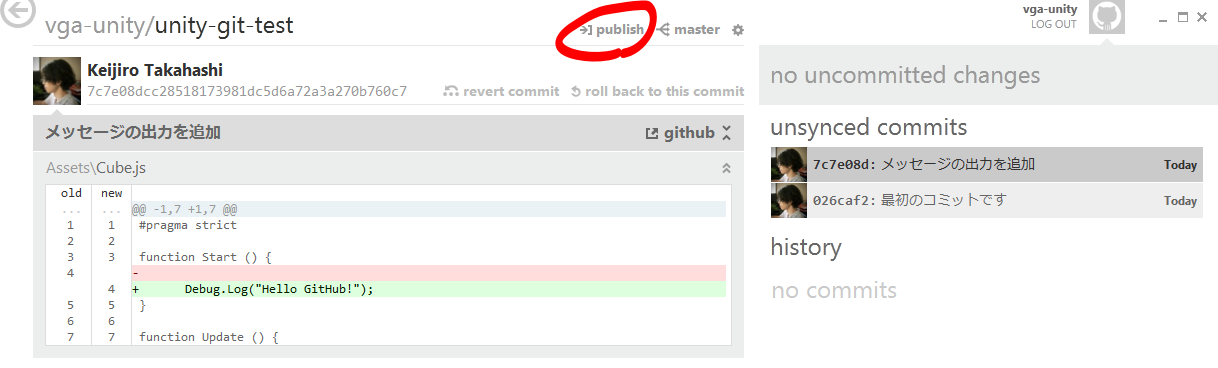 vga-unity/unity-git-test
publish
master
vga-unity
LOG OUT
Keijiro Takahashi
7c7e08dcc28518173981dc5d6a72a3a270b760c7
revert commit
roll back to this commit
メッセージの出力を追加
github
Assets\Cube.js
old new
... ... @@ -1,7 +1,7 @@
1 1 #pragma strict
2 2
3 3 function Start () {
4 -
4 + Debug.Log("Hello GitHub!");
5 5 }
6 6
7 7 function Update () {
no uncommitted changes
unsynced commits
7c7e08d: メッセージの出力を追加 Today
026caf2: 最初のコミットです Today
history
no commits